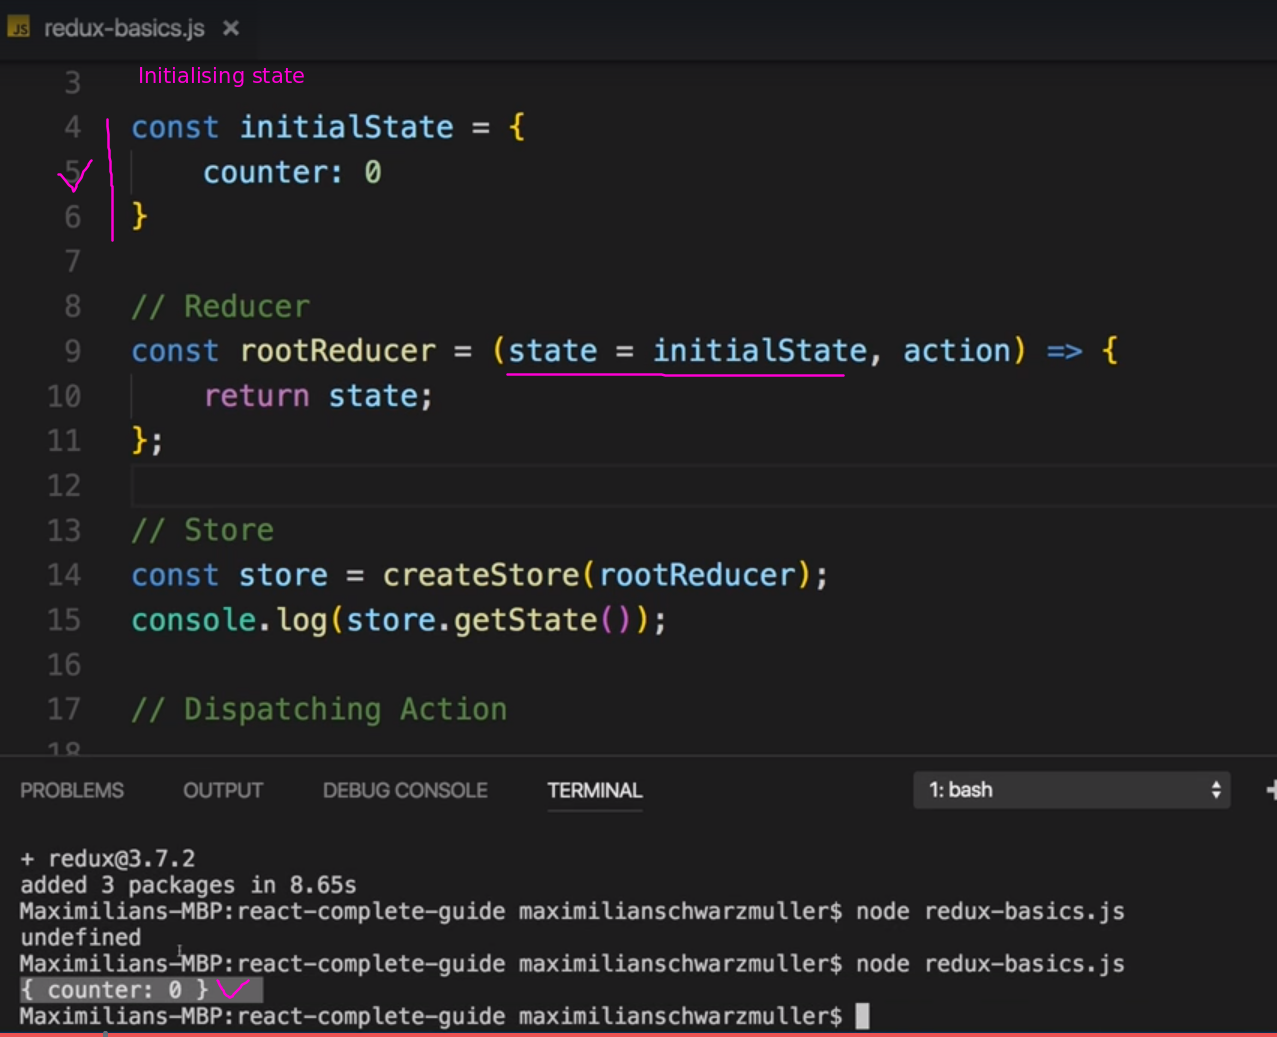 JS redux-basics.js ×
3 Initialising state
4 const initialState = {
5 counter: 0
6 }
7
8 // Reducer
9 const rootReducer = (state = initialState, action) => {
10 return state;
11 };
12
13 // Store
14 const store = createStore(rootReducer);
15 console.log(store.getState());
16
17 // Dispatching Action
18
PROBLEMS OUTPUT DEBUG CONSOLE TERMINAL 1: bash +
+ redux@3.7.2
added 3 packages in 8.65s
Maximilians-MBP:react-complete-guide maximilianschwarzmuller$ node redux-basics.js
undefined
Maximilians-MBP:react-complete-guide maximilianschwarzmuller$ node redux-basics.js
{ counter: 0 }
Maximilians-MBP:react-complete-guide maximilianschwarzmuller$